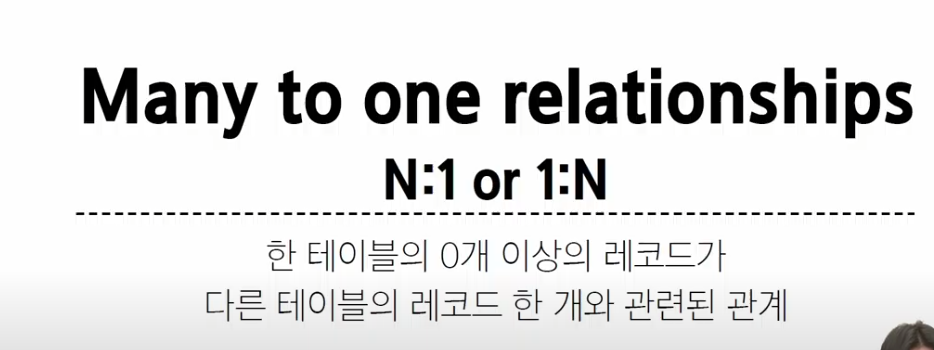 Many to one relationships
N:1 or 1:N
한 테이블의 0개 이상의 레코드가
다른 테이블의 레코드 한 개와 관련된 관계